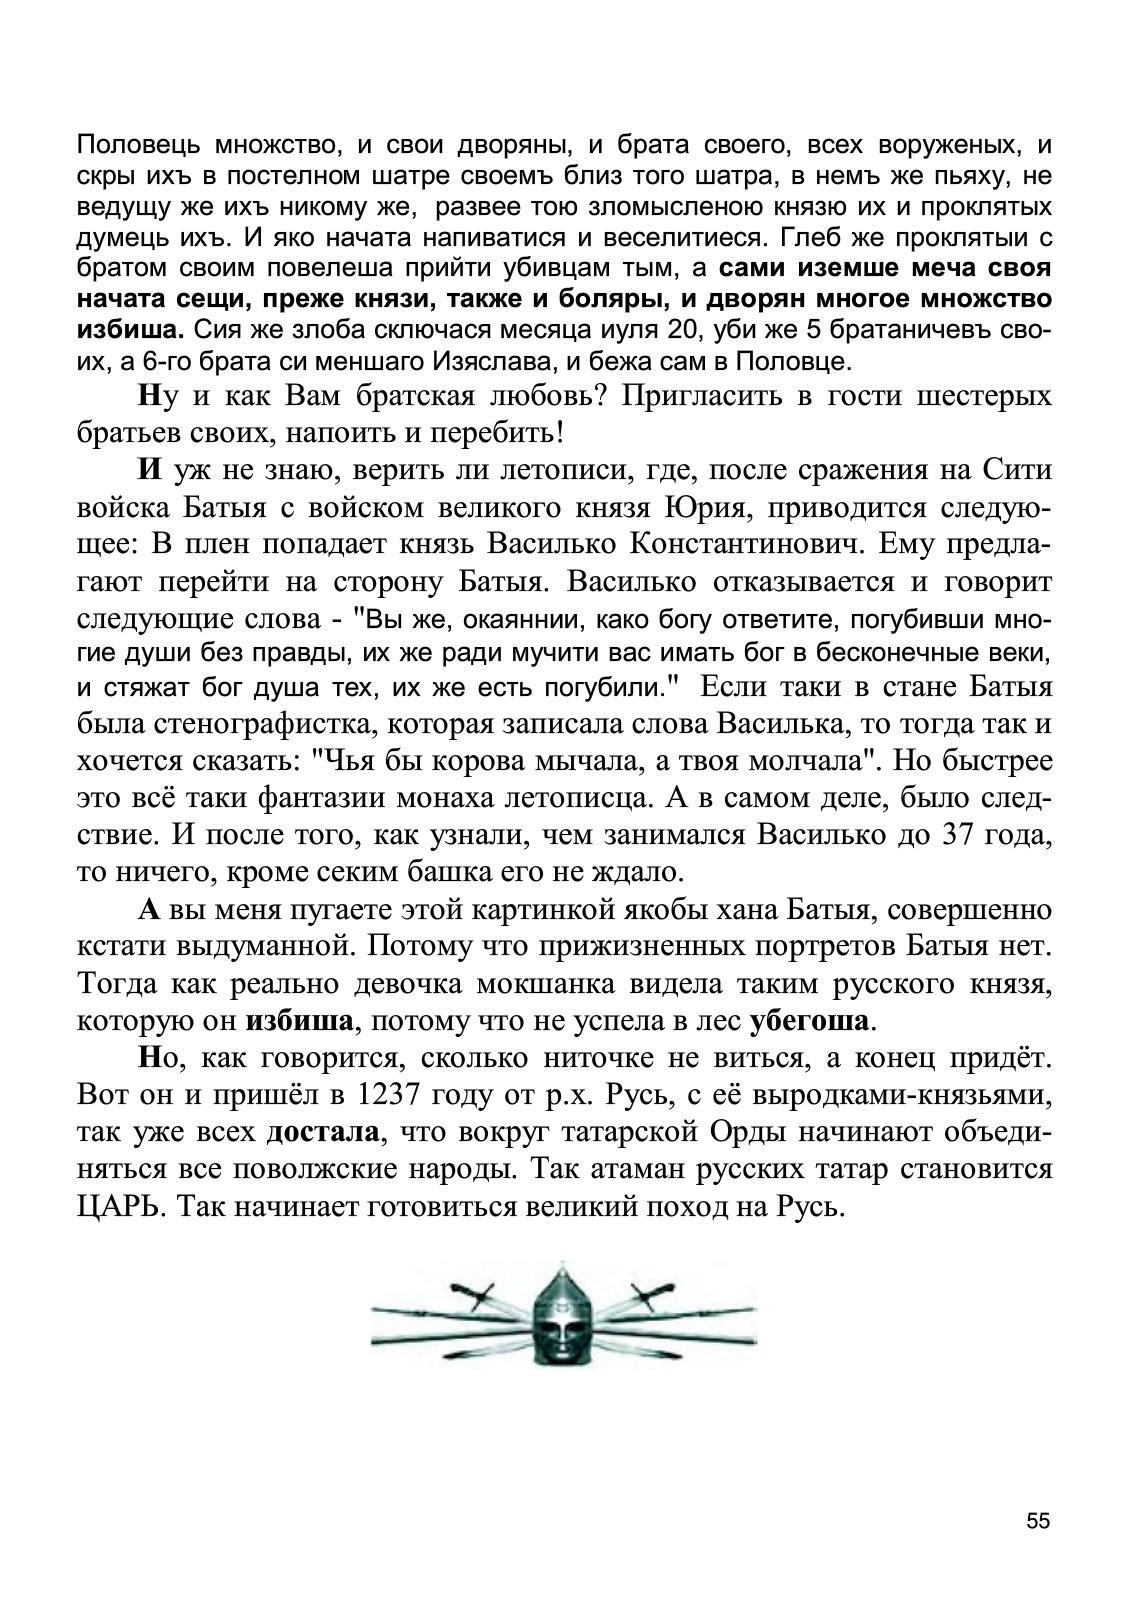 Половець множство, и свои дворяны, и брата своего, всех воруженых, и
скры ихъ в постелном шатре своемъ близ того шатра, в немъ же пьяху, не
ведущу же ихъ никому же, развее тою зломысленою князю их и проклятых
думець ихъ. И яко начата напиватися и веселитиеся. Глеб же проклятыи с
братом своим повелеша прийти убивцам тым, а сами иземше меча своя
начата сещи, преже князи, также и боляры, и дворян многое множство
избиша. Сия же злоба сключася месяца иуля 20, уби же 5 братаничевъ сво-
их, а 6-го брата си меншаго Изяслава, и бежа сам в Половце.
Ну и как Вам братская любовь? Пригласить в гости шестерых
братьев своих, напоить и перебить!
И уж не знаю, верить ли летописи, где, после сражения на Сити
войска Батыя с войском великого князя Юрия, приводится следую-
щее: В плен попадает князь Василько Константинович. Ему предла-
гают перейти на сторону Батыя. Василько отказывается и говорит
следующие слова - "Вы же, окаяннии, како богу ответите, погубивши мно-
гие души без правды, их же ради мучити вас имать бог в бесконечные веки,
и стяжат бог душа тех, их же есть погубили." Если таки в стане Батыя
была стенографистка, которая записала слова Василька, то тогда так и
хочется сказать: "Чья бы корова мычала, а твоя молчала". Но быстрее
это всё таки фантазии монаха летописца. А в самом деле, было след-
ствие. И после того, как узнали, чем занимался Василько до 37 года,
то ничего, кроме секим башка его не ждало.
А вы меня пугаете этой картинкой якобы хана Батыя, совершенно
кстати выдуманной. Потому что прижизненных портретов Батыя нет.
Тогда как реально девочка мокшанка видела таким русского князя,
которую он избиша, потому что не успела в лес убегоша.
Но, как говорится, сколько ниточке не виться, а конец придёт.
Вот он и пришёл в 1237 году от р.х. Русь, с её выродками-князьями,
так уже всех достала, что вокруг татарской Орды начинают объеди-
няться все поволжские народы. Так атаман русских татар становится
ЦАРЬ. Так начинает готовиться великий поход на Русь.
55